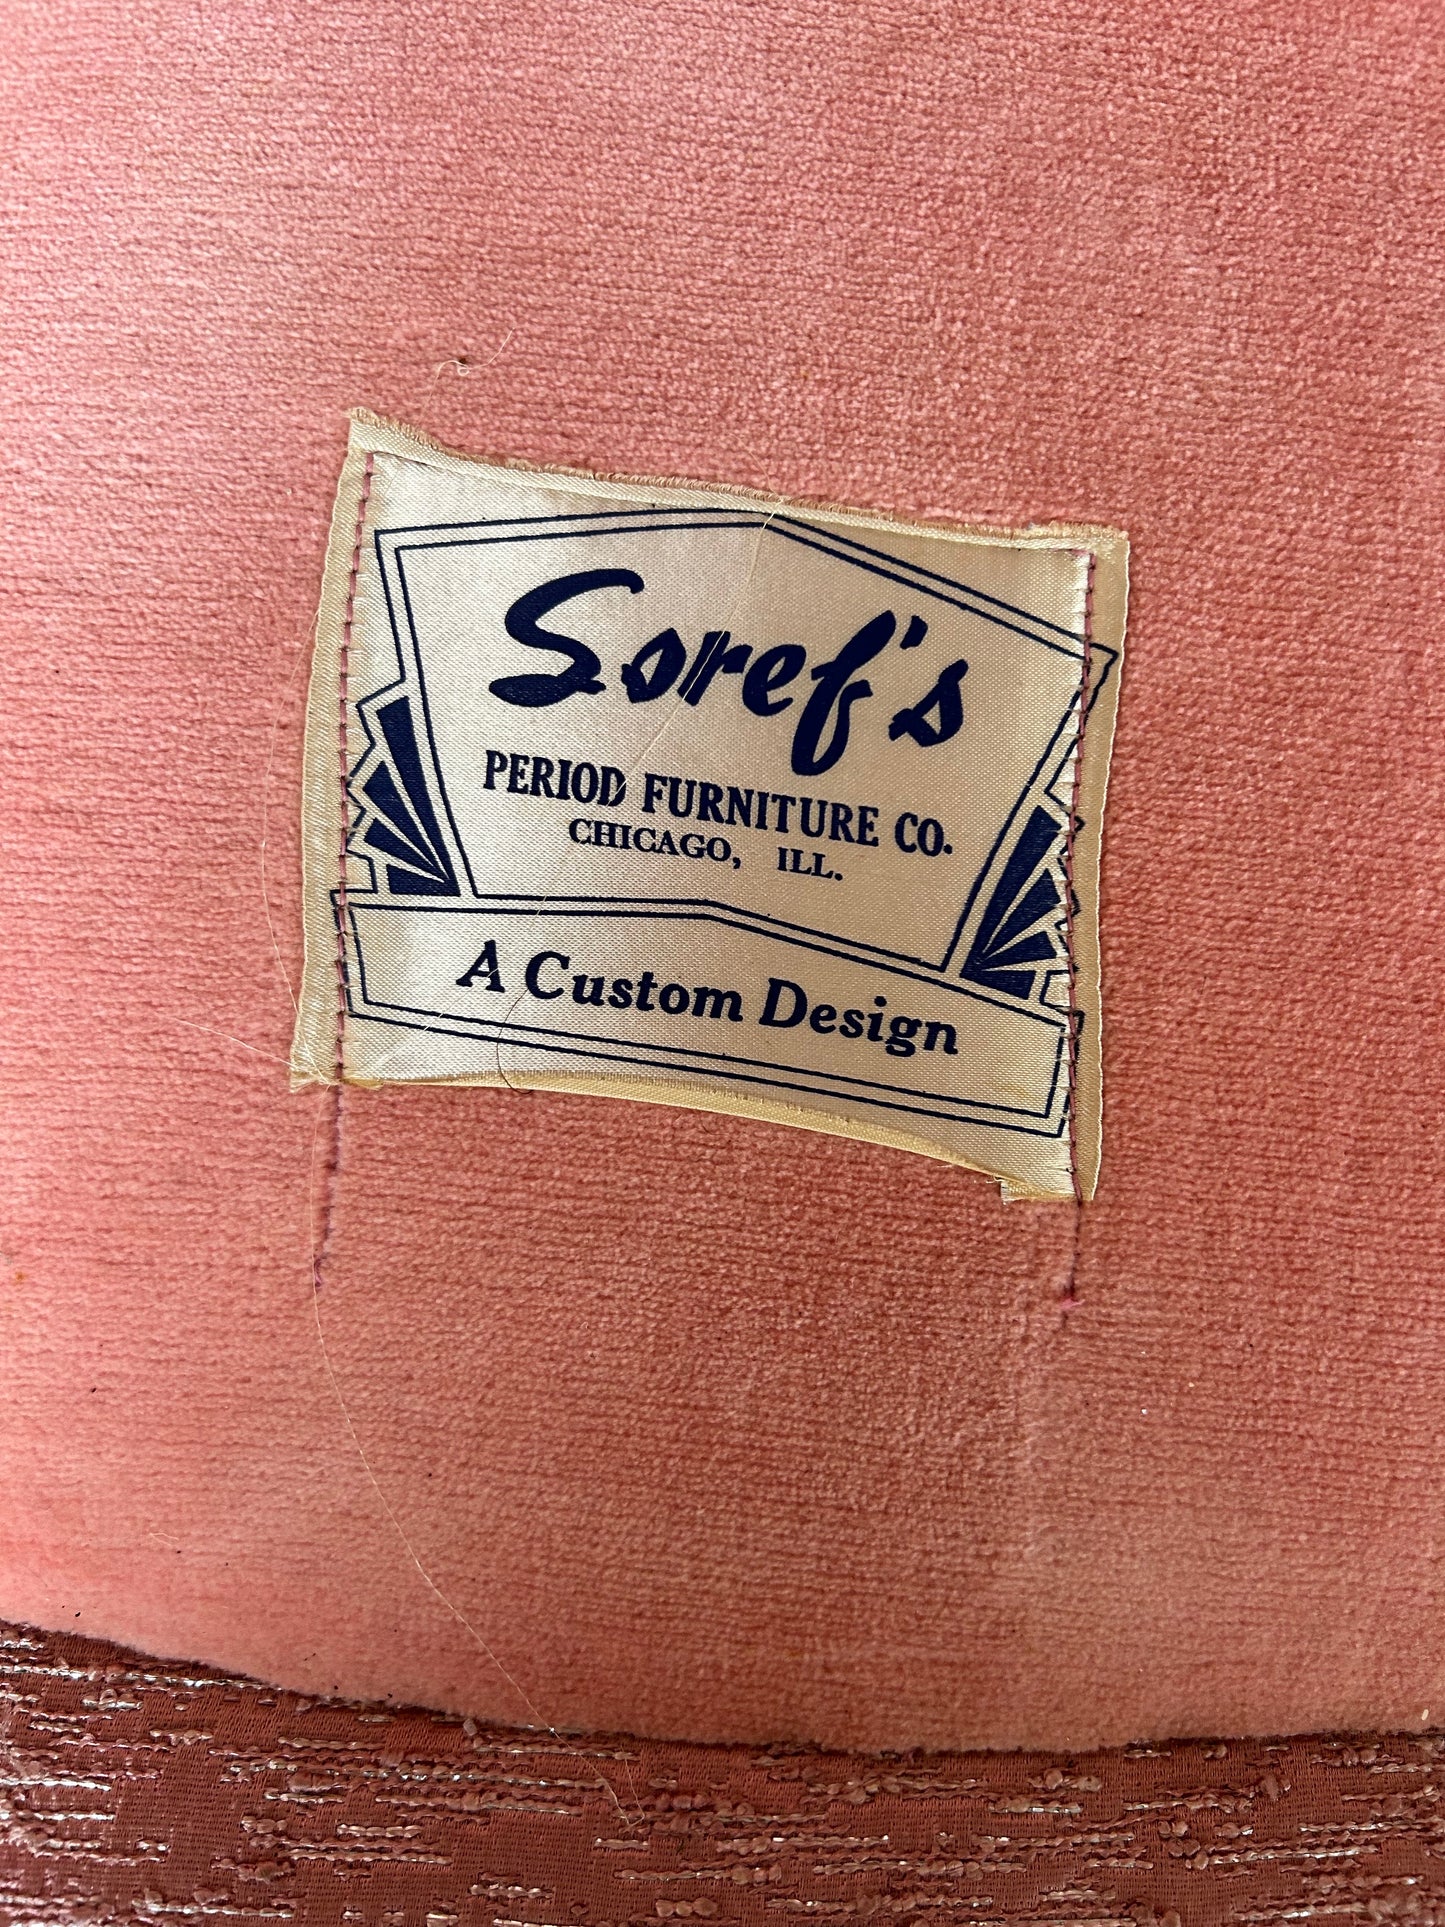 Soref's
PERIOD FURNITURE CO.
CHICAGO, ILL.
A Custom Design